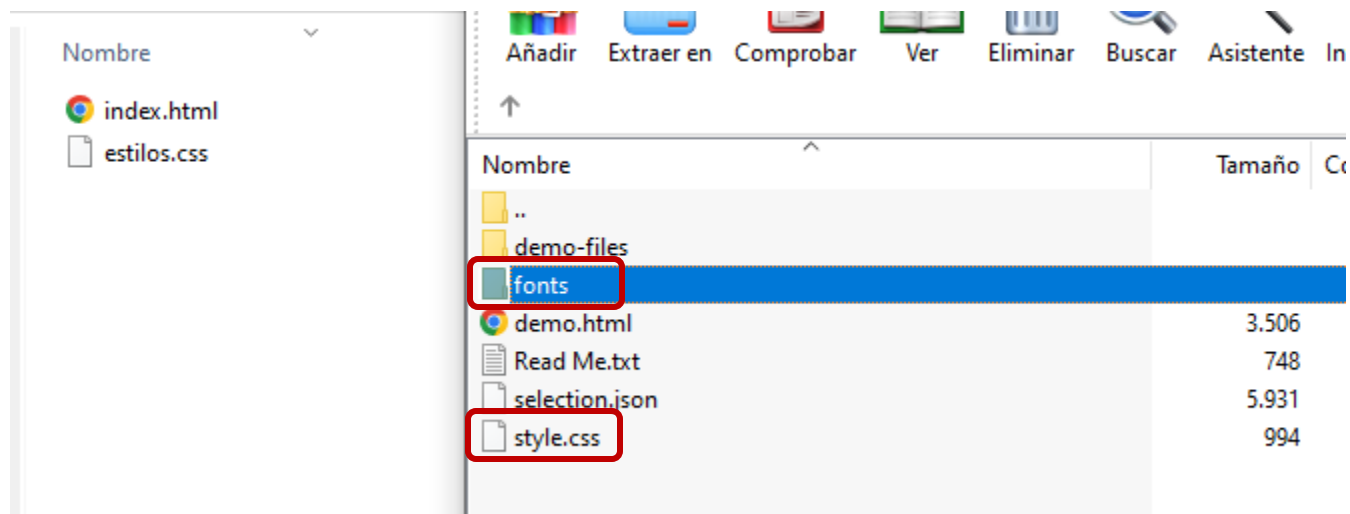 Nombre
index.html
estilos.css
Añadir Extraer en Comprobar Ver Eliminar Buscar Asistente
Nombre Tamaño
..
demo-files
fonts
demo.html 3.506
Read Me.txt 748
selection.json 5.931
style.css 994